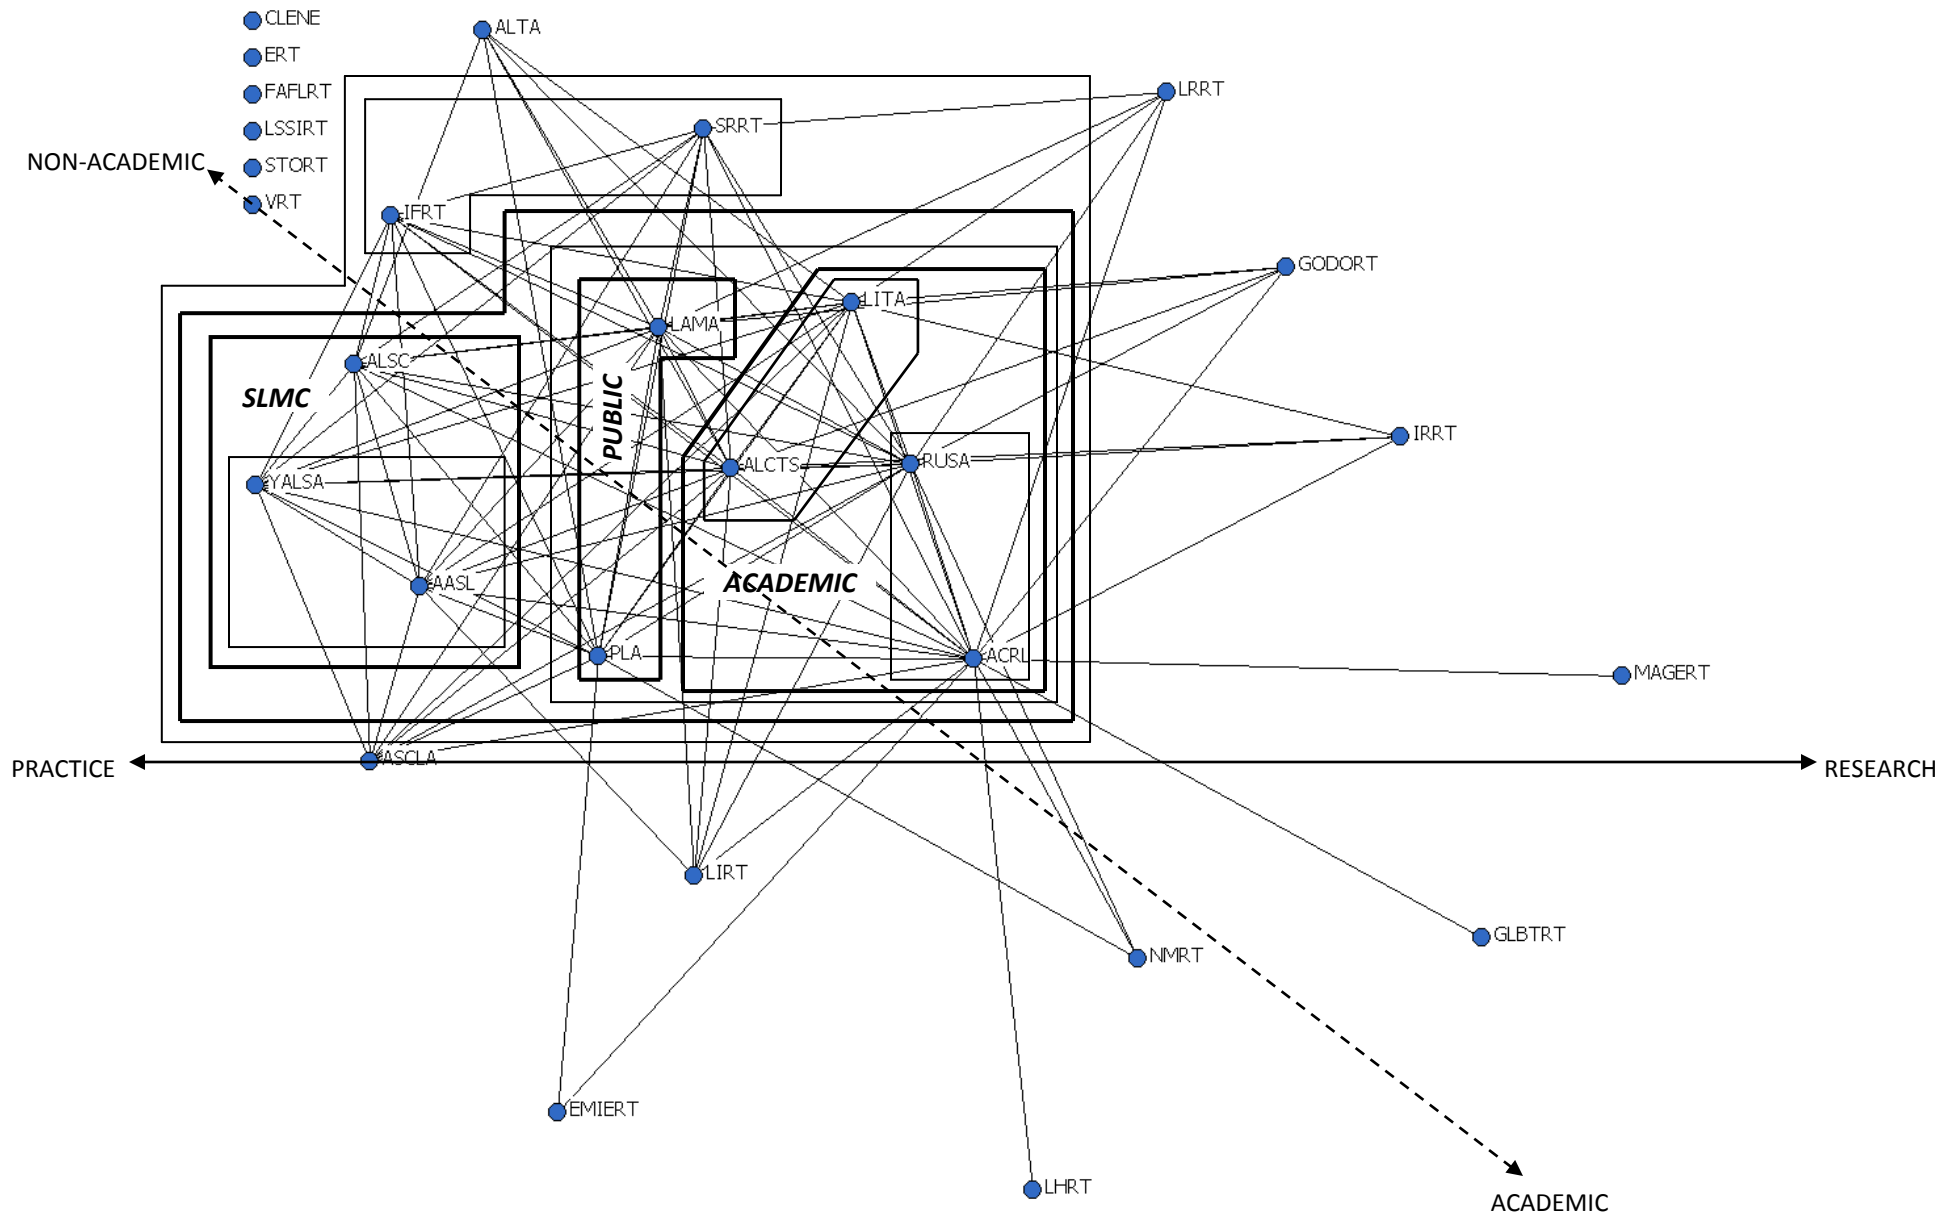 CLENE
ALTA
ERT
FAFLRT
LRRT
LSSIRT
SRRT
NON-ACADEMIC
STORT
VRT
IFRT
GODORT
LITA
LAMA
ALSC
SLMC
PUBLIC
IRRT
RUSA
ALCTS
YALSA
AASL
ACADEMIC
PLA
ACRL
MAGERT
ASCLA
PRACTICE
RESEARCH
LIRT
GLBTRT
NMRT
EMIERT
LHRT
ACADEMIC